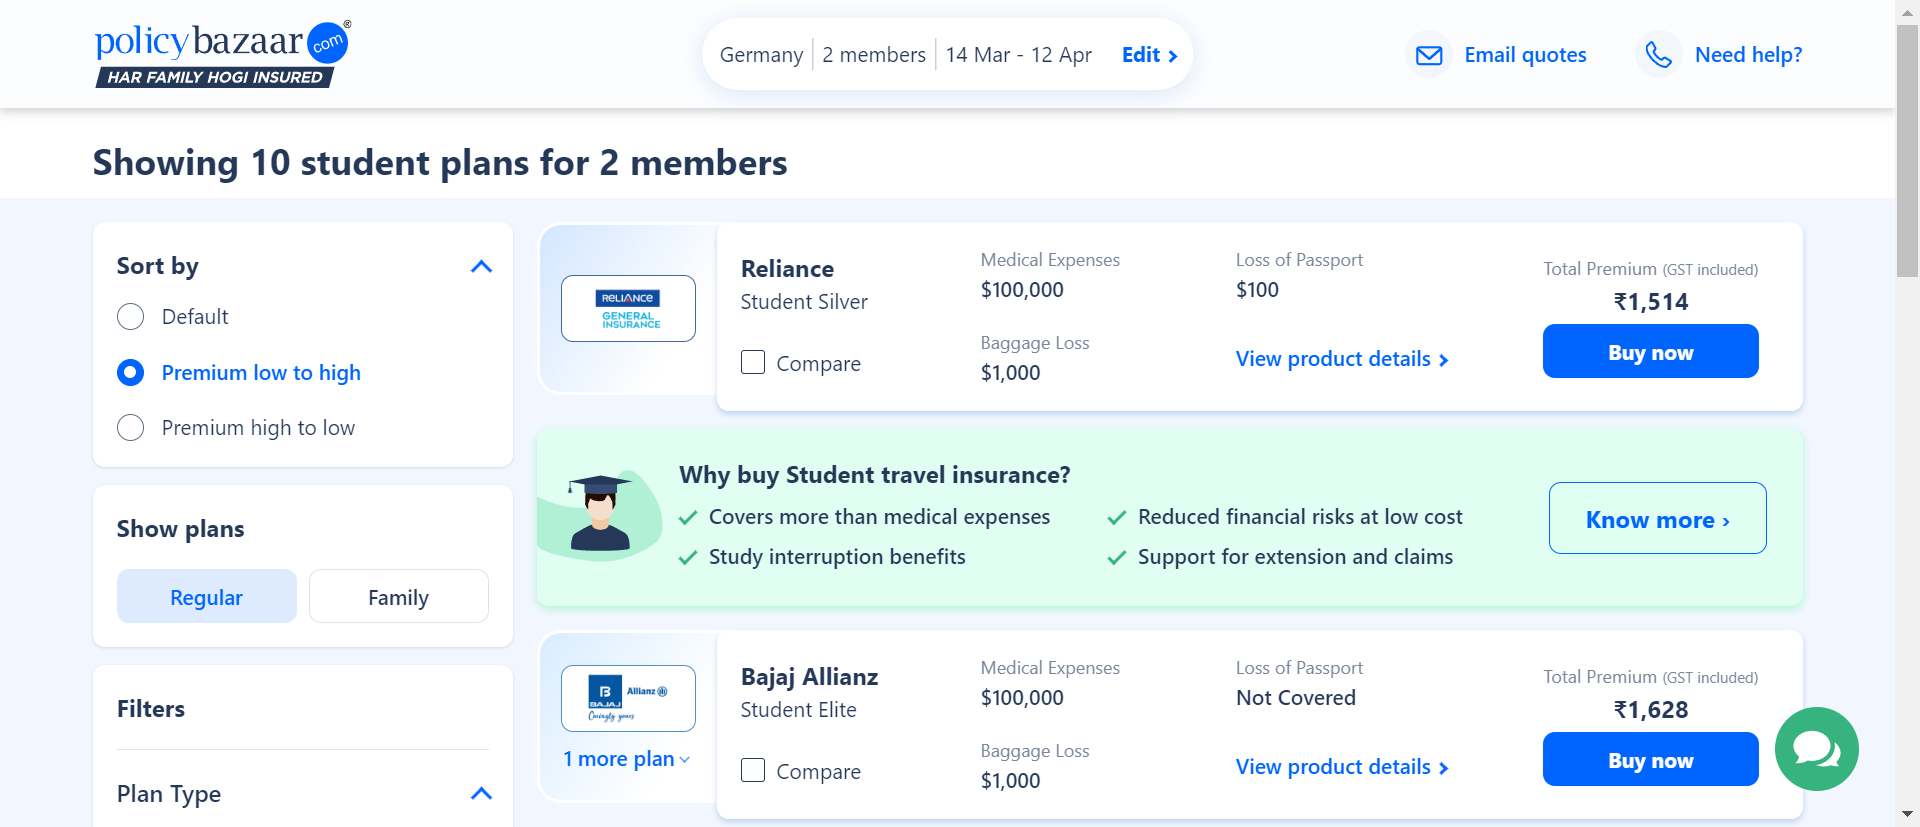 policybazaar.com®
HAR FAMILY HOGI INSURED
Germany 2 members 14 Mar - 12 Apr Edit ›
Email quotes
Need help?
Showing 10 student plans for 2 members
Sort by
Default
Premium low to high
Premium high to low
Show plans
Regular Family
Filters
Plan Type
RELIANCE
GENERAL
INSURANCE
Reliance
Student Silver
Compare
Medical Expenses
$100,000
Baggage Loss
$1,000
Loss of Passport
$100
View product details ›
Total Premium (GST included)
₹1,514
Buy now
Why buy Student travel insurance?
Covers more than medical expenses
Study interruption benefits
Reduced financial risks at low cost
Support for extension and claims
Know more ›
B
BAJAJ
Allianz
Caringly yours
1 more plan
Bajaj Allianz
Student Elite
Compare
Medical Expenses
$100,000
Baggage Loss
$1,000
Loss of Passport
Not Covered
View product details ›
Total Premium (GST included)
₹1,628
Buy now